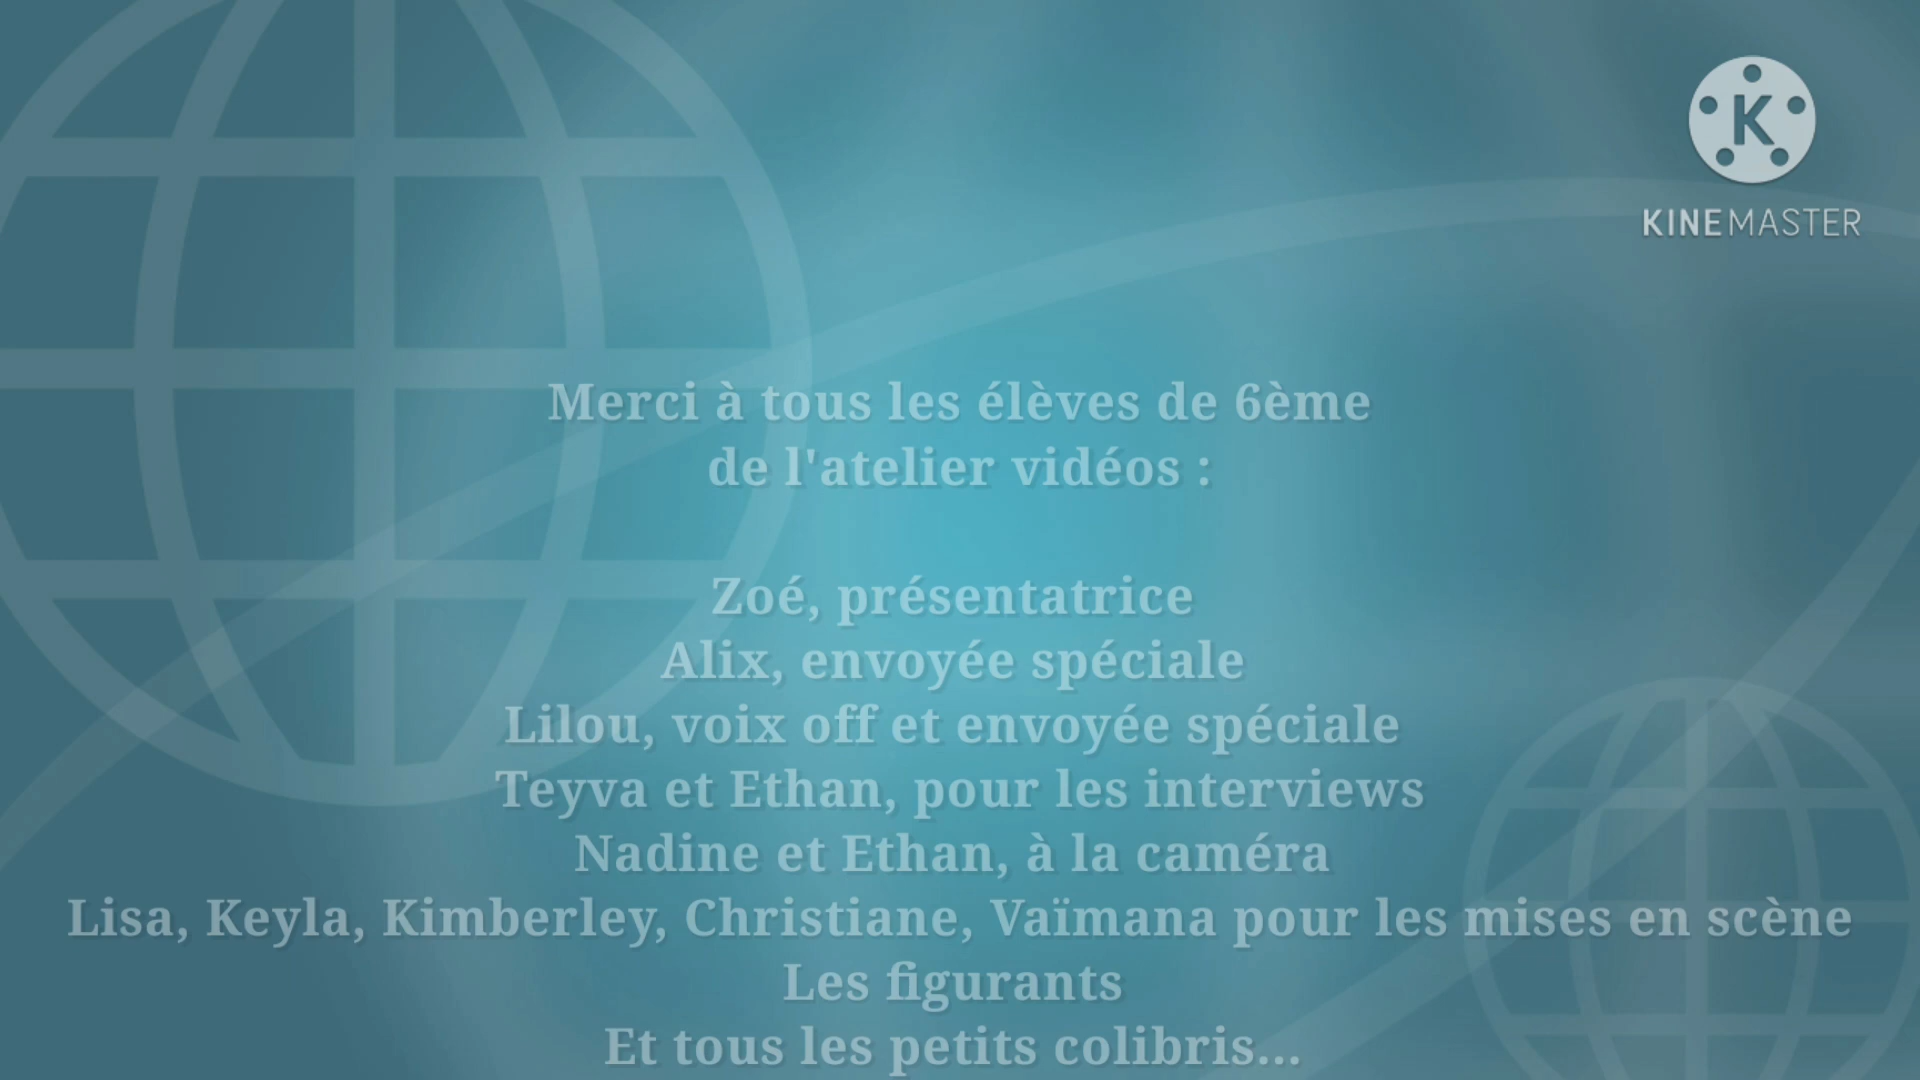 K
KINEMASTER
Merci à tous les élèves de 6ème
de l'atelier vidéos :
Zoé, présentatrice
Alix, envoyée spéciale
Lilou, voix off et envoyée spéciale
Teyva et Ethan, pour les interviews
Nadine et Ethan, à la caméra
Lisa, Keyla, Kimberley, Christiane, Vaïmana pour les mises en scène
Les figurants
Et tous les petits colibris...